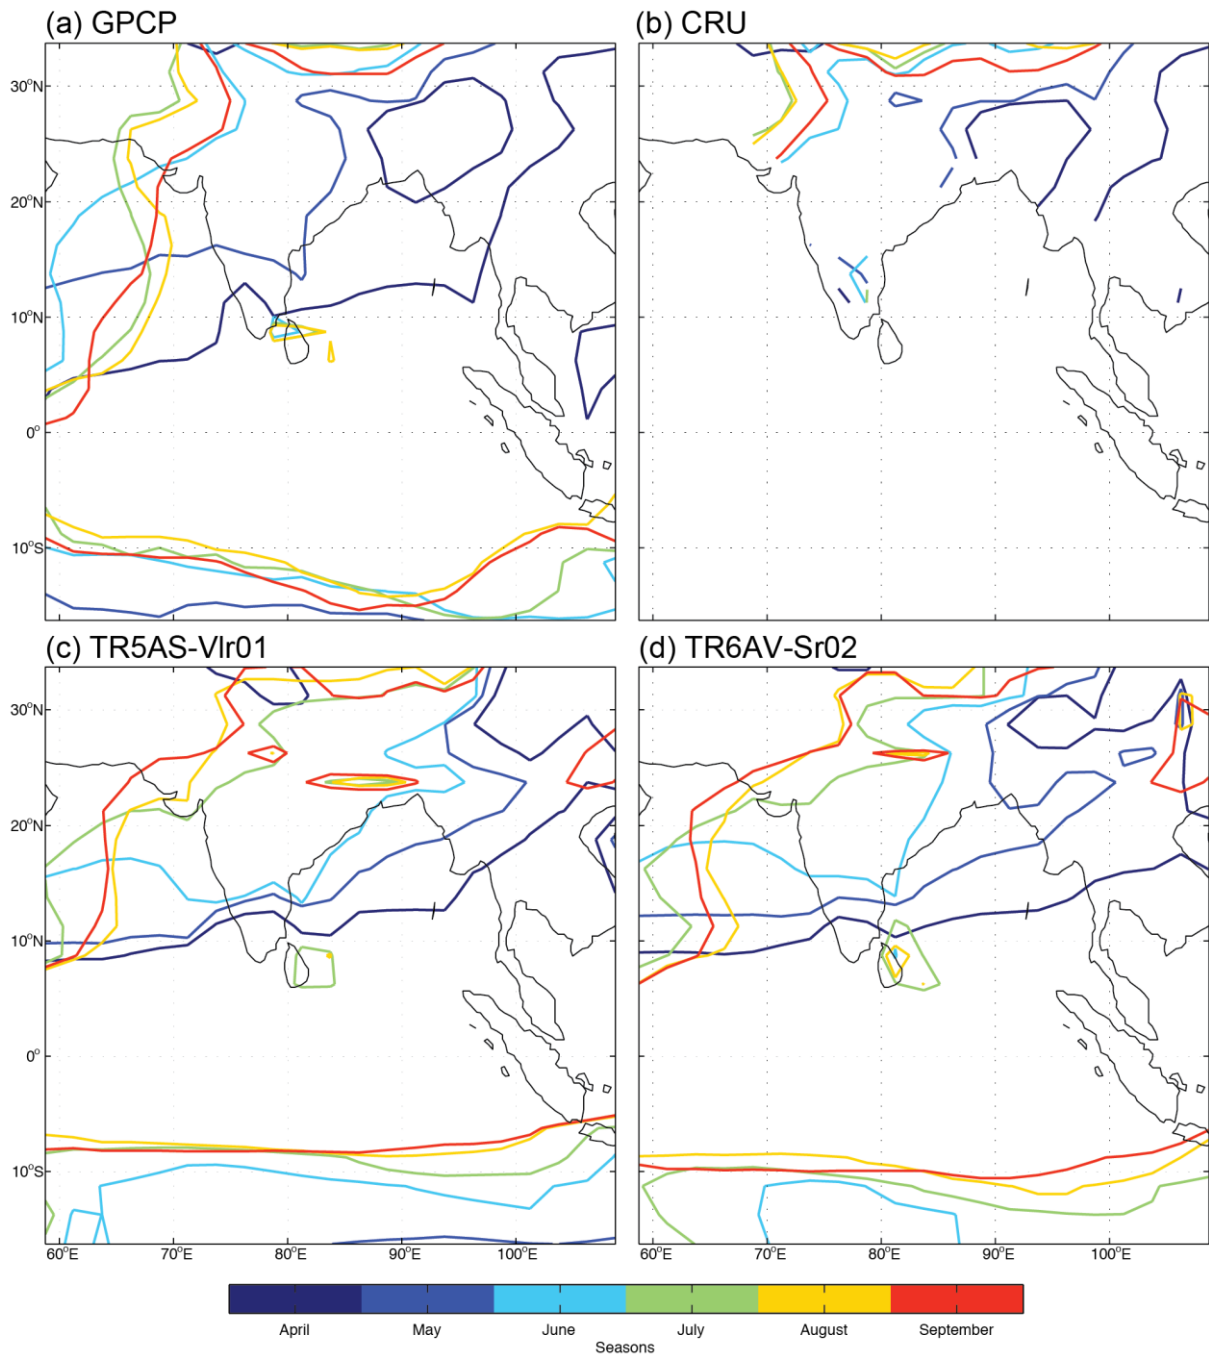 (a) GPCP
(b) CRU
30°N
20°N
10°N
0°
10°S
(c) TR5AS-Vlr01
(d) TR6AV-Sr02
30°N
20°N
10°N
0°
10°S
60°E 70°E 80°E 90°E 100°E 60°E 70°E 80°E 90°E 100°E
April May June July August September
Seasons